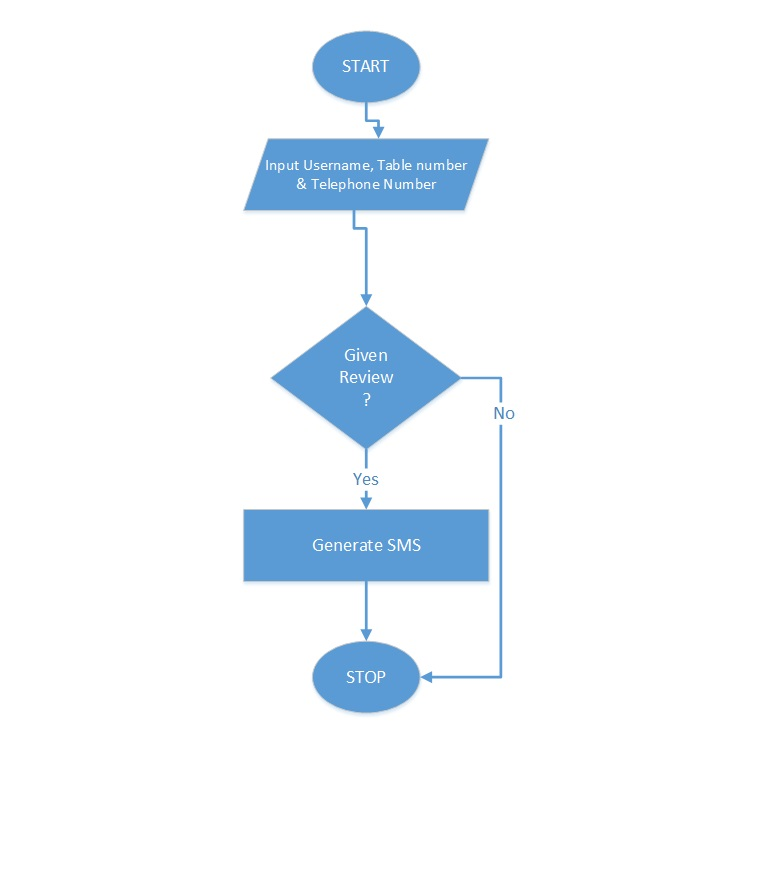 START
Input Username, Table number
& Telephone Number
Given
Review
?
No
Yes
Generate SMS
STOP